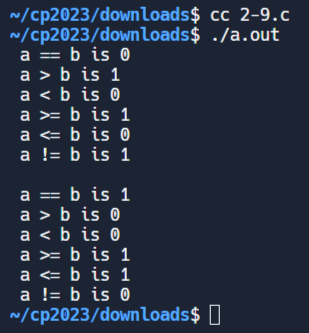 ~/cp2023/downloads$ cc 2-9.c
~/cp2023/downloads$ ./a.out
a == b is 0
a > b is 1
a < b is 0
a >= b is 1
a <= b is 0
a != b is 1

a == b is 1
a > b is 0
a < b is 0
a >= b is 1
a <= b is 1
a != b is 0
~/cp2023/downloads$